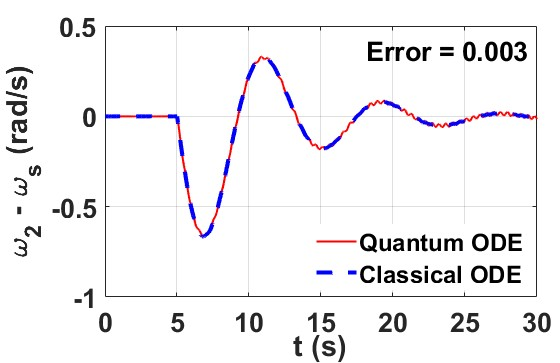 0.5
Error = 0.003
0
-0.5
-1
ω2 - ωs (rad/s)
Quantum ODE
Classical ODE
0 5 10 15 20 25 30
t (s)